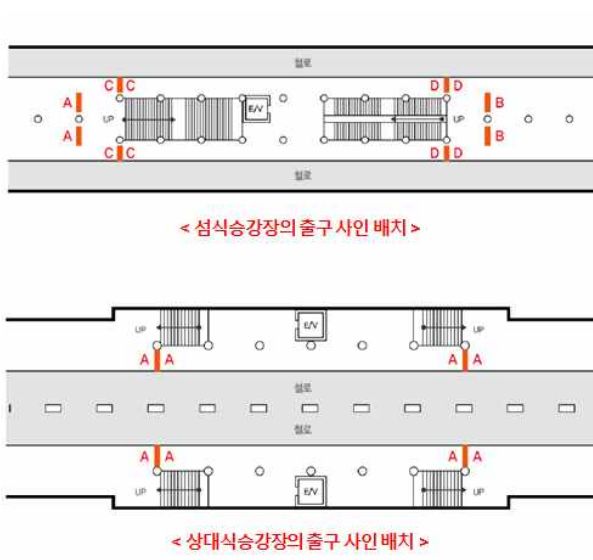 철로
C C D D
A B
E/V
UP UP
A B
C C D D
철로
< 섬식승강장의 출구 사인 배치 >
UP E/V UP
A A A A
철로
철로
A A A A
UP E/V UP
< 상대식승강장의 출구 사인 배치 >